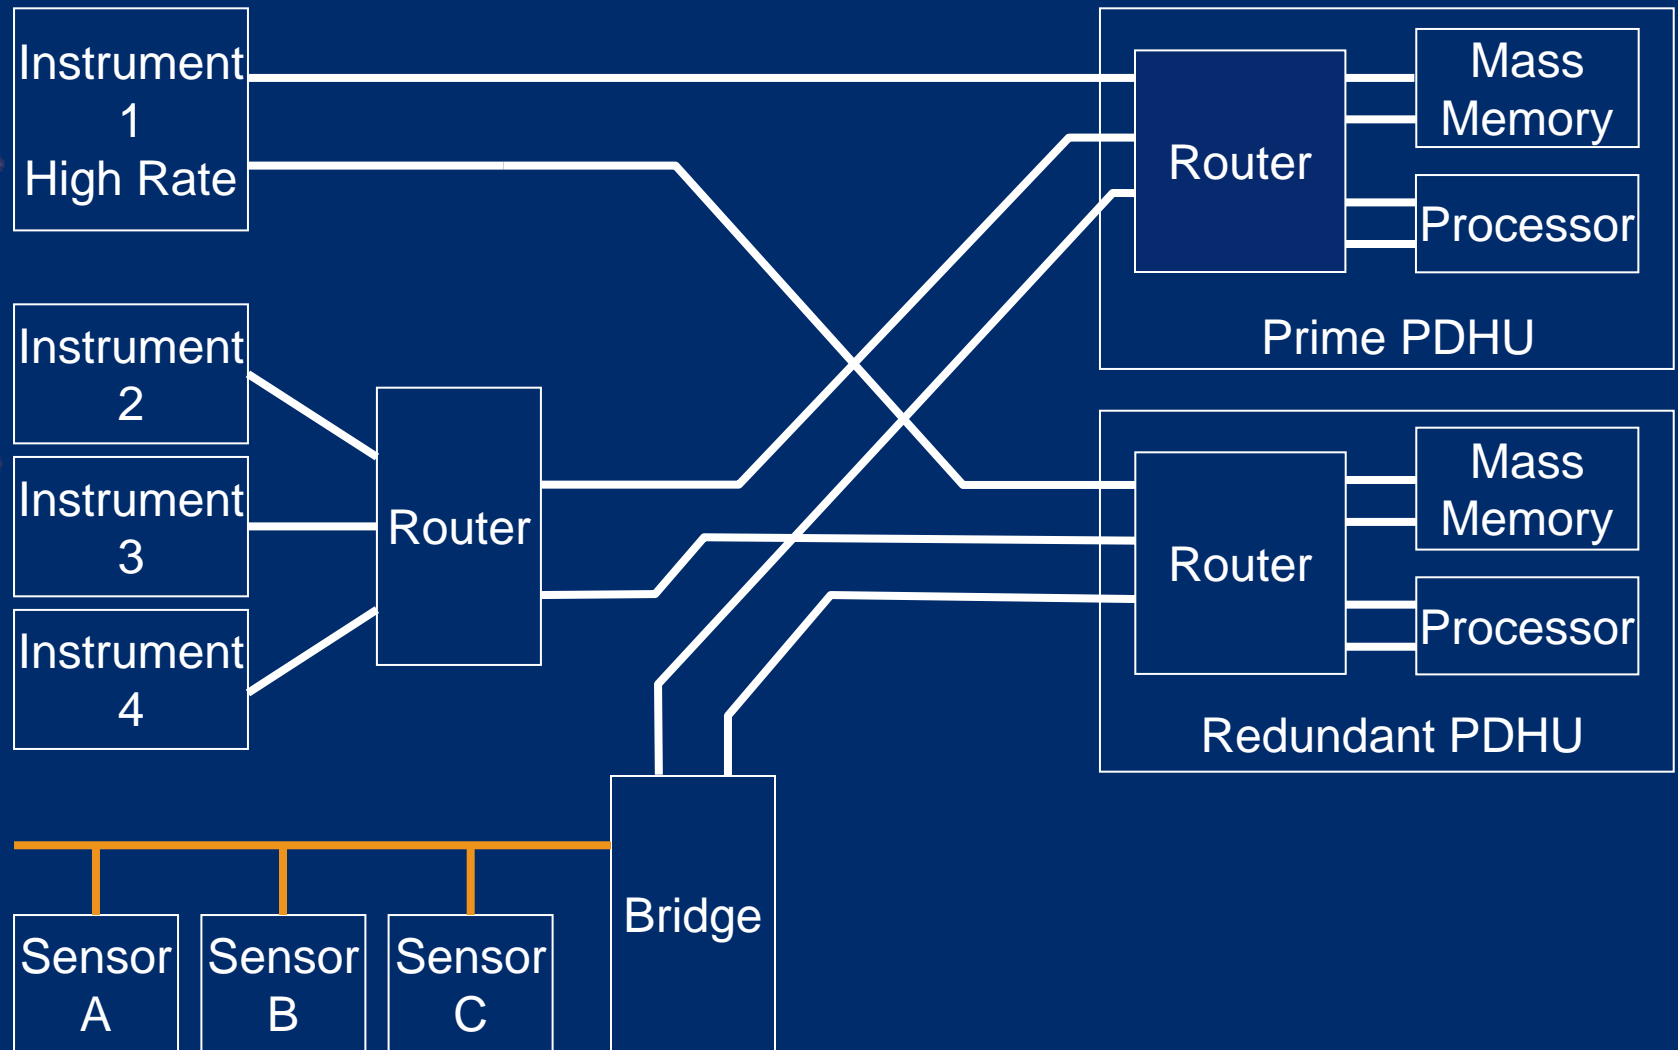 Instrument
1
High Rate
Instrument
2
Instrument
3
Instrument
4
Router
Sensor
A
Sensor
B
Sensor
C
Bridge
Router
Mass
Memory
Processor
Prime PDHU
Router
Mass
Memory
Processor
Redundant PDHU